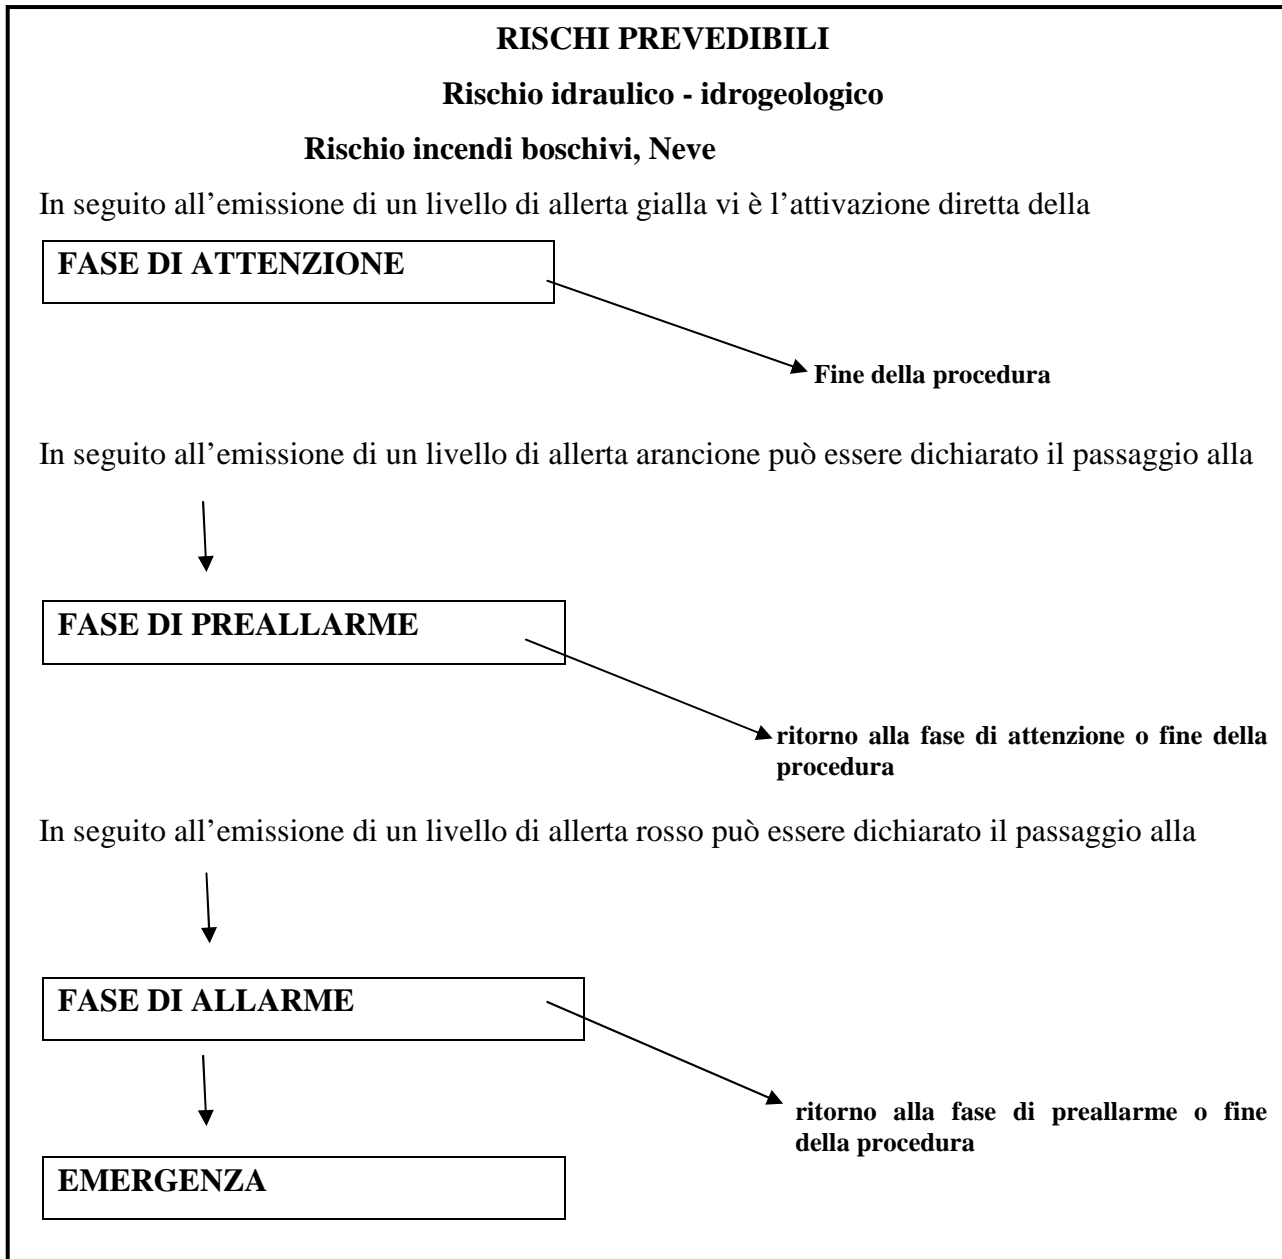 RISCHI PREVEDIBILI
Rischio idraulico - idrogeologico
Rischio incendi boschivi, Neve
In seguito all’emissione di un livello di allerta gialla vi è l’attivazione diretta della
FASE DI ATTENZIONE
Fine della procedura
In seguito all’emissione di un livello di allerta arancione può essere dichiarato il passaggio alla
FASE DI PREALLARME
ritorno alla fase di attenzione o fine della
procedura
In seguito all’emissione di un livello di allerta rosso può essere dichiarato il passaggio alla
FASE DI ALLARME
ritorno alla fase di preallarme o fine
della procedura
EMERGENZA